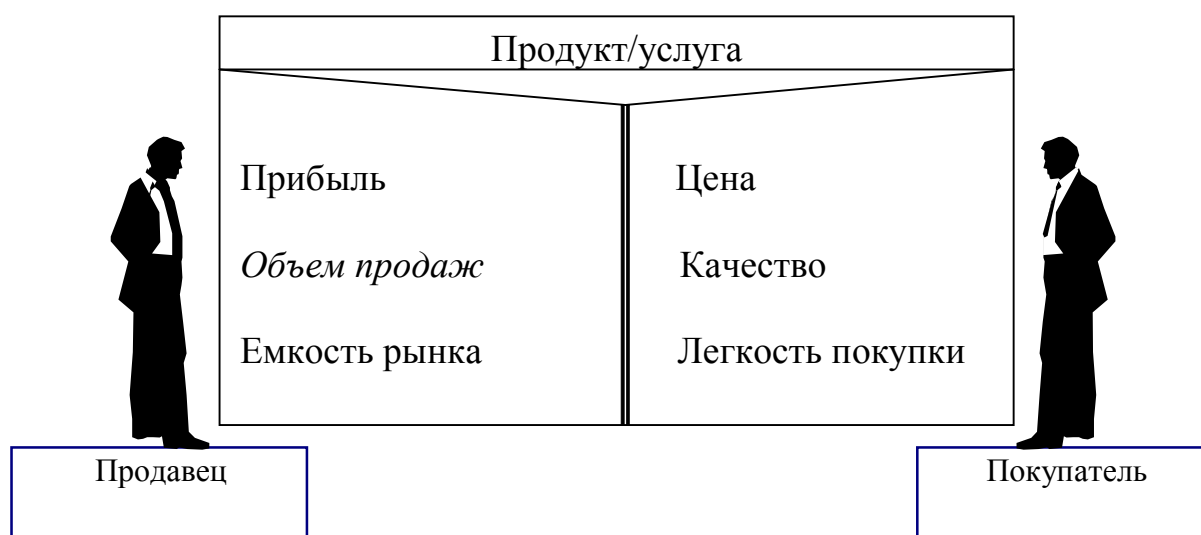 Продукт/услуга
Прибыль
Цена
Объем продаж
Качество
Емкость рынка
Легкость покупки
Продавец
Покупатель